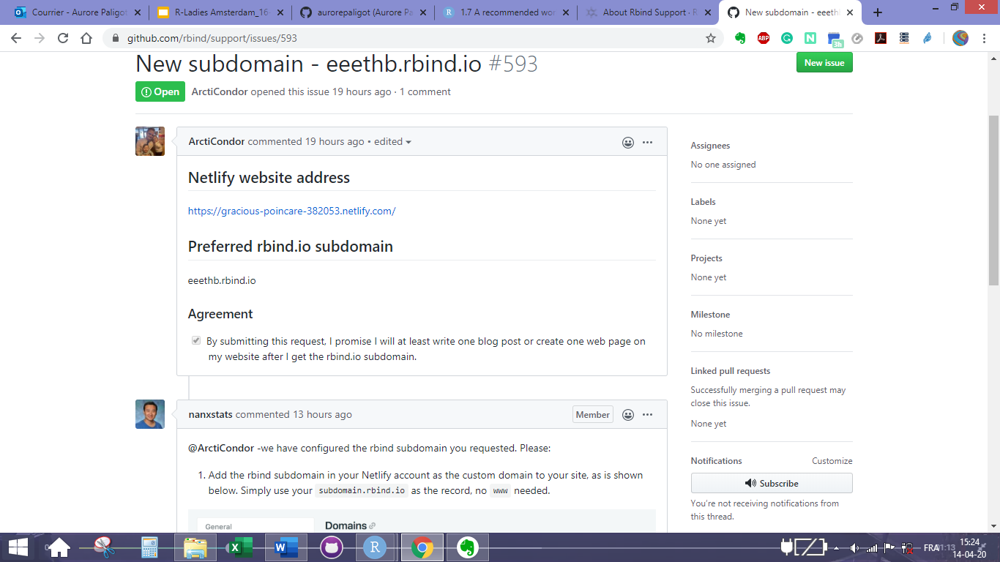 Courrier - Aurore Paligot
R-Ladies Amsterdam_16
aurorepaligot (Aurore Pa
1.7 A recommended wor
About Rbind Support · R
New subdomain - eeeth
github.com/rbind/support/issues/593
ABP
N
3h
New subdomain - eeethb.rbind.io #593
New issue
Open ArctiCondor opened this issue 19 hours ago · 1 comment
ArctiCondor commented 19 hours ago • edited
Netlify website address
https://gracious-poincare-382053.netlify.com/
Preferred rbind.io subdomain
eeethb.rbind.io
Agreement
By submitting this request, I promise I will at least write one blog post or create one web page on
my website after I get the rbind.io subdomain.
nanxstats commented 13 hours ago
Member
@ArctiCondor -we have configured the rbind subdomain you requested. Please:
1. Add the rbind subdomain in your Netlify account as the custom domain to your site, as is shown
below. Simply use your subdomain.rbind.io as the record, no www needed.
General
Domains
Assignees
No one assigned
Labels
None yet
Projects
None yet
Milestone
No milestone
Linked pull requests
Successfully merging a pull request may
close this issue.
None yet
Notifications
Customize
Subscribe
You're not receiving notifications from
this thread.
FRA
15:24
14-04-20